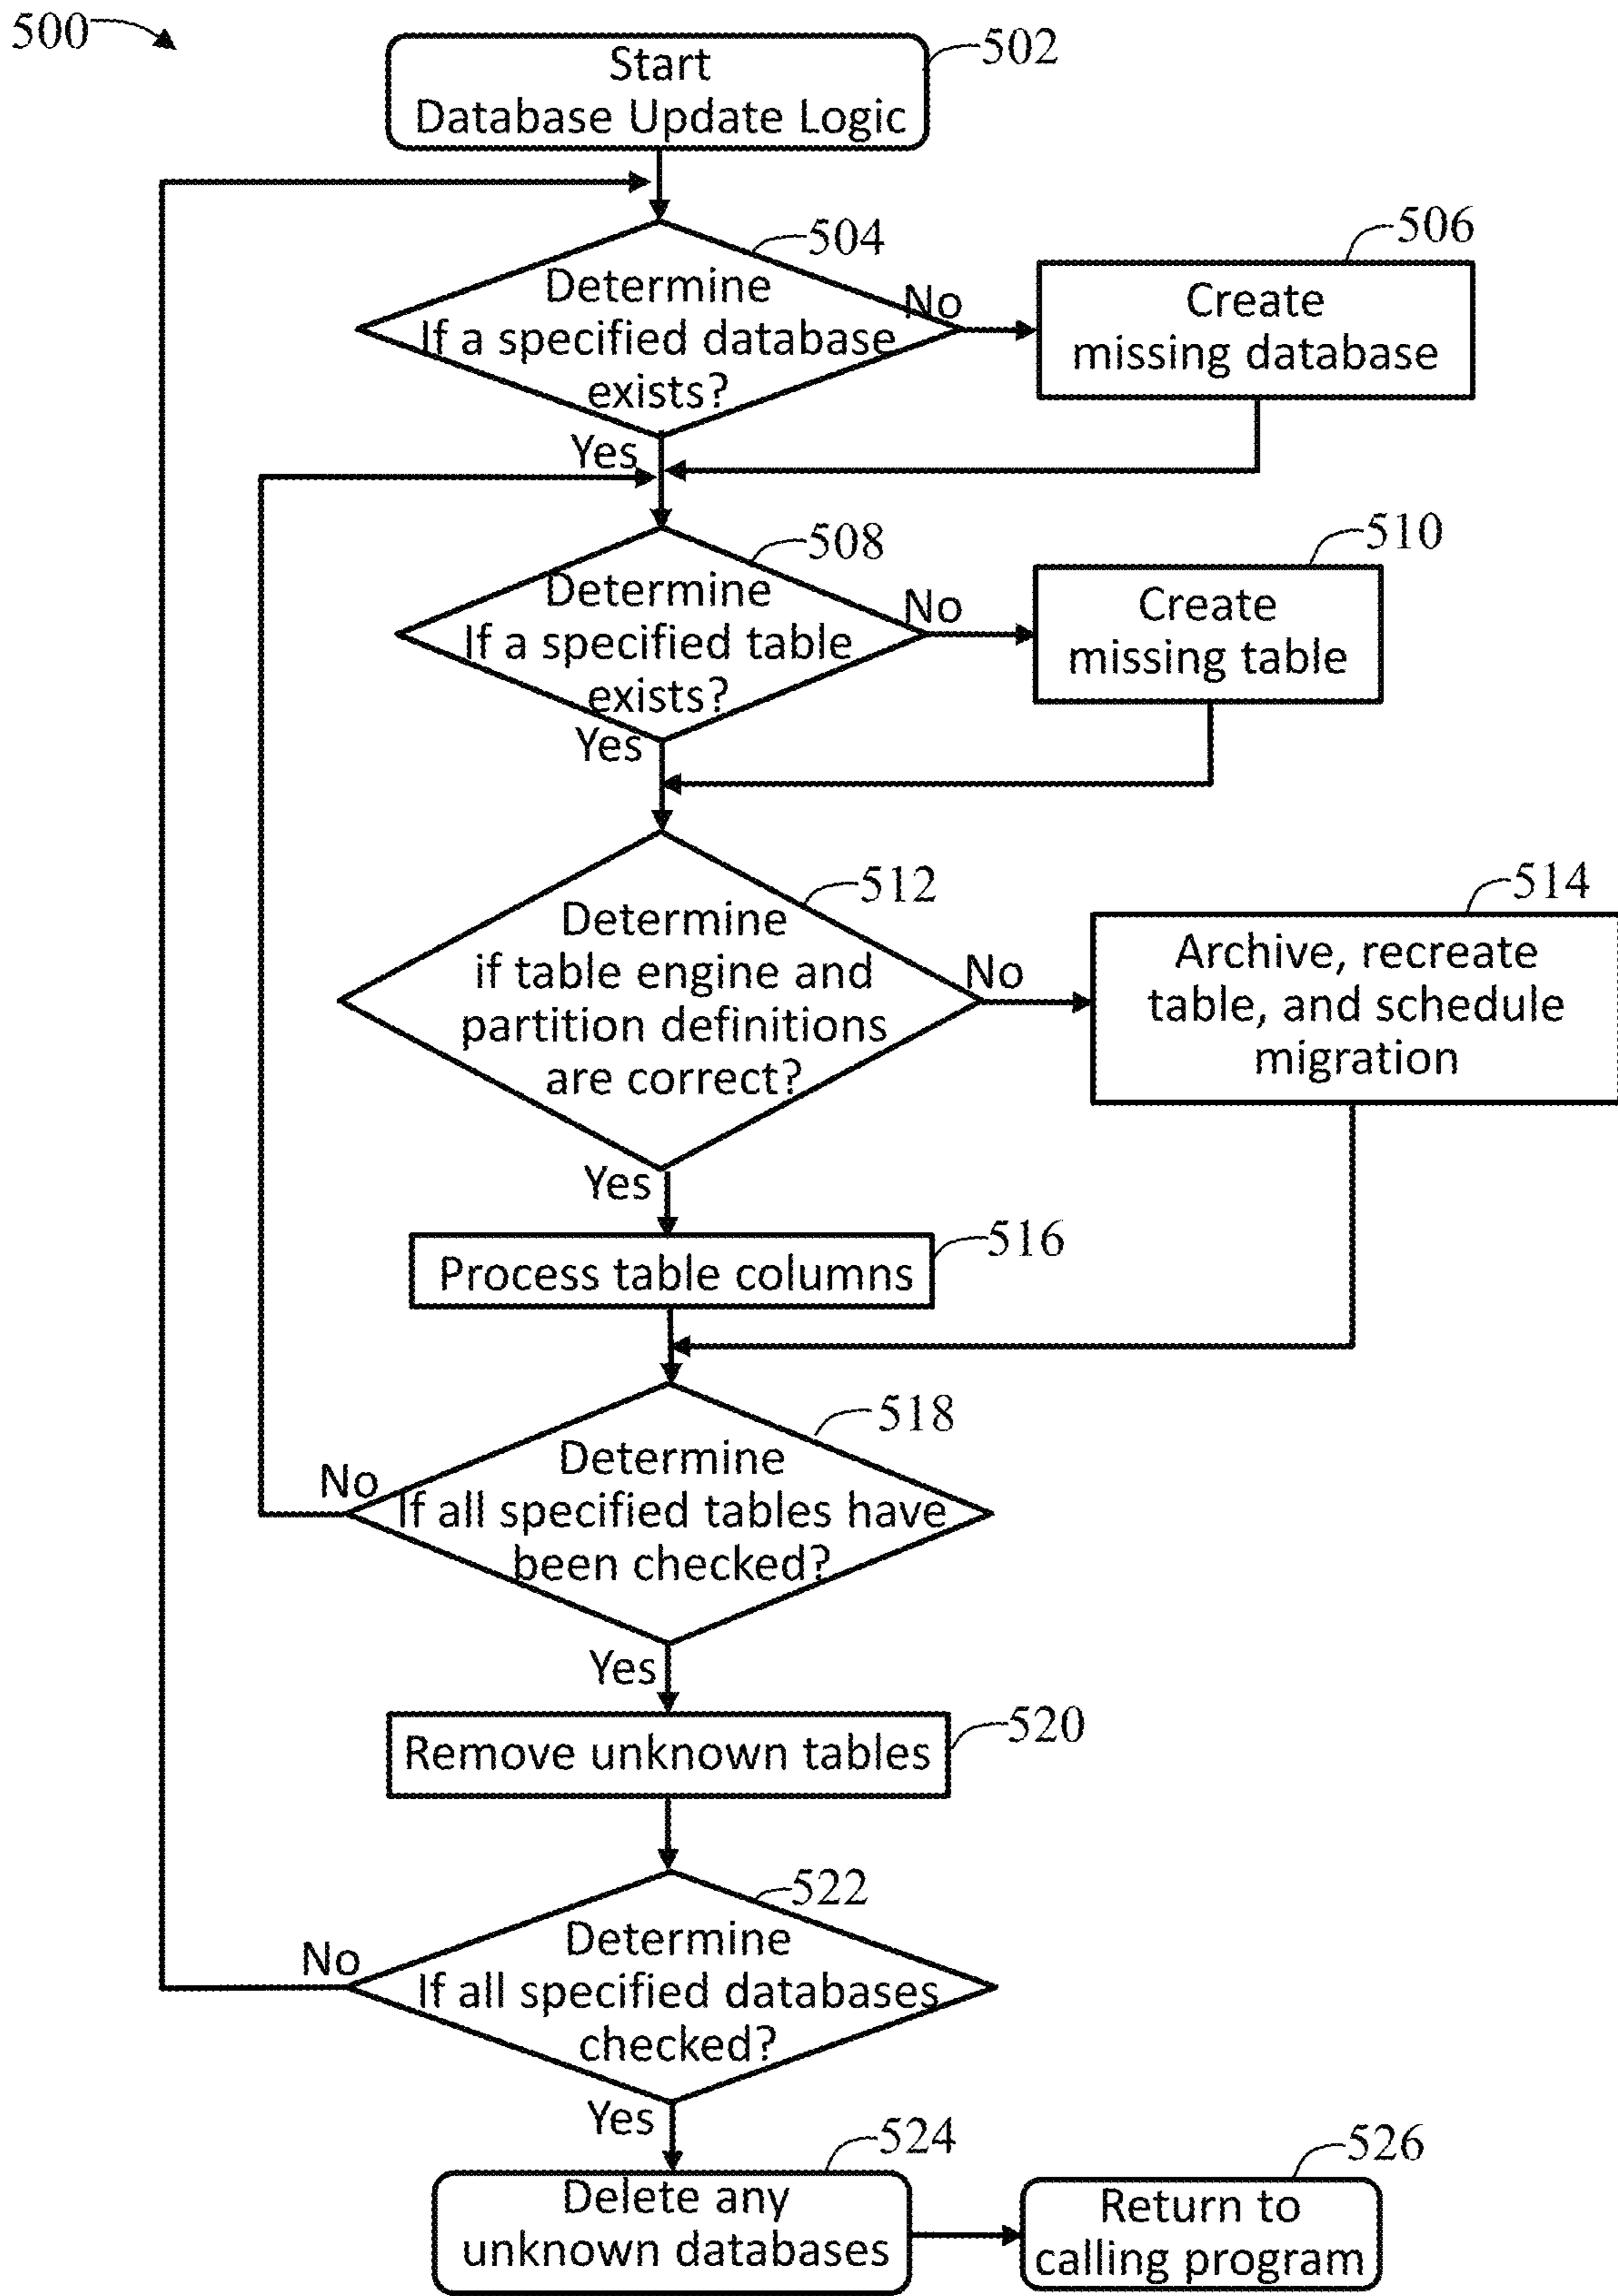 500
502
Start
Database Update Logic
504
Determine
If a specified database
exists?
No
506
Create
missing database
Yes
508
Determine
If a specified table
exists?
No
510
Create
missing table
Yes
512
Determine
if table engine and
partition definitions
are correct?
No
514
Archive, recreate
table, and schedule
migration
Yes
516
Process table columns
518
Determine
If all specified tables have
been checked?
No
Yes
520
Remove unknown tables
522
Determine
If all specified databases
checked?
No
Yes
524
Delete any
unknown databases
526
Return to
calling program